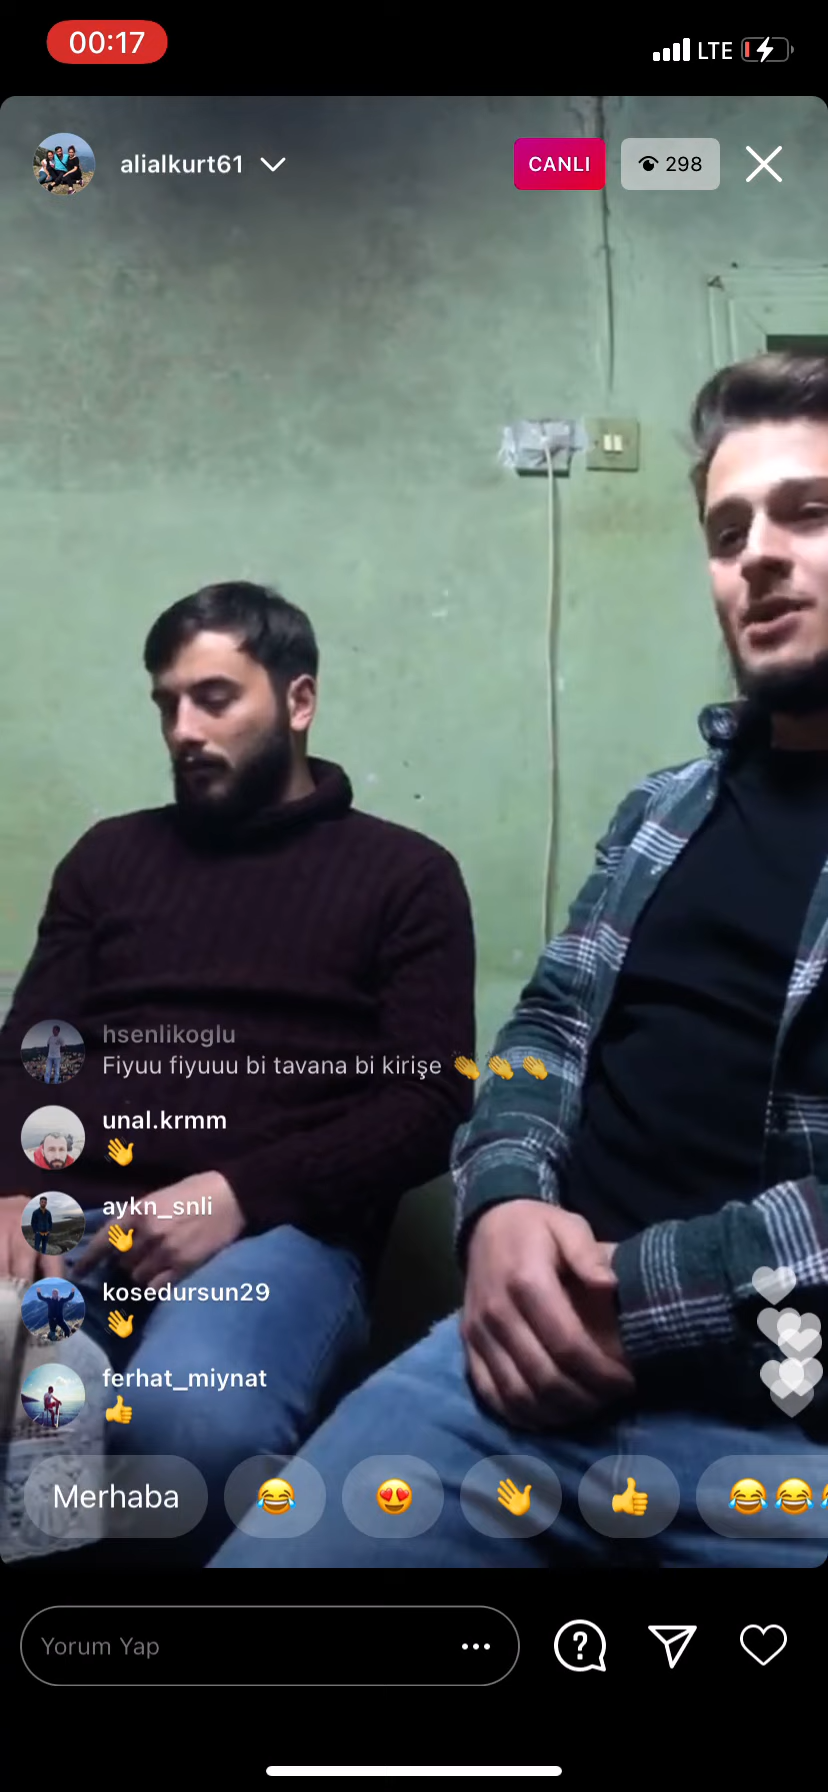 00:17
LTE
alialkurt61
CANLI
298
hsenlikoglu
Fiyuu fiyuuu bi tavana bi kirişe 👏👏👏
unal.krmm
👋
aykn_snli
👋
kosedursun29
👋
ferhat_miynat
👍
Merhaba 😂 😍 👋 👍 😂😂
Yorum Yap